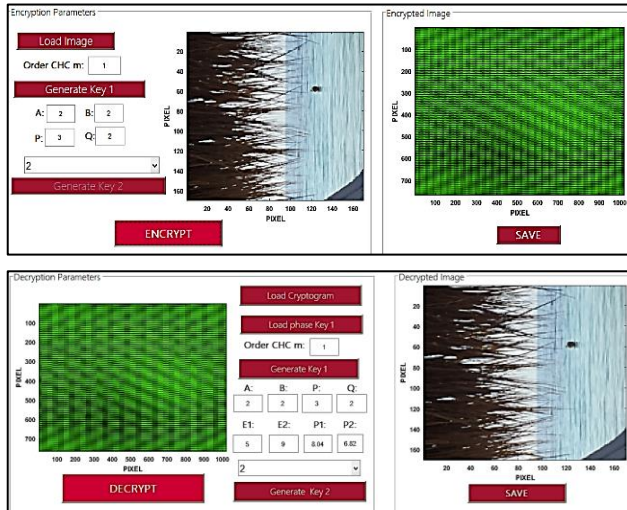 Encryption Parameters
Load Image
Order CHC m: 1
Generate Key 1
A: 2 B: 2
P: 3 Q: 2
2
Generate Key 2
ENCRYPT
20
40
60
80
100
120
140
160
PIXEL
20 40 60 80 100 120 140 160
PIXEL
Encrypted Image
100
200
300
400
500
600
700
PIXEL
100 200 300 400 500 600 700 800 900 1000
PIXEL
SAVE
Decryption Parameters
100
200
300
400
500
600
700
PIXEL
100 200 300 400 500 600 700 800 900 1000
PIXEL
DECRYPT
Load Cryptogram
Load phase Key 1
Order CHC m: 1
Generate Key 1
A: B: P: Q:
2 2 3 2
E1: E2: P1: P2:
5 9 8.04 6.82
2
Generate Key 2
Decrypted Image
20
40
60
80
100
120
140
160
PIXEL
20 40 60 80 100 120 140 160
PIXEL
SAVE